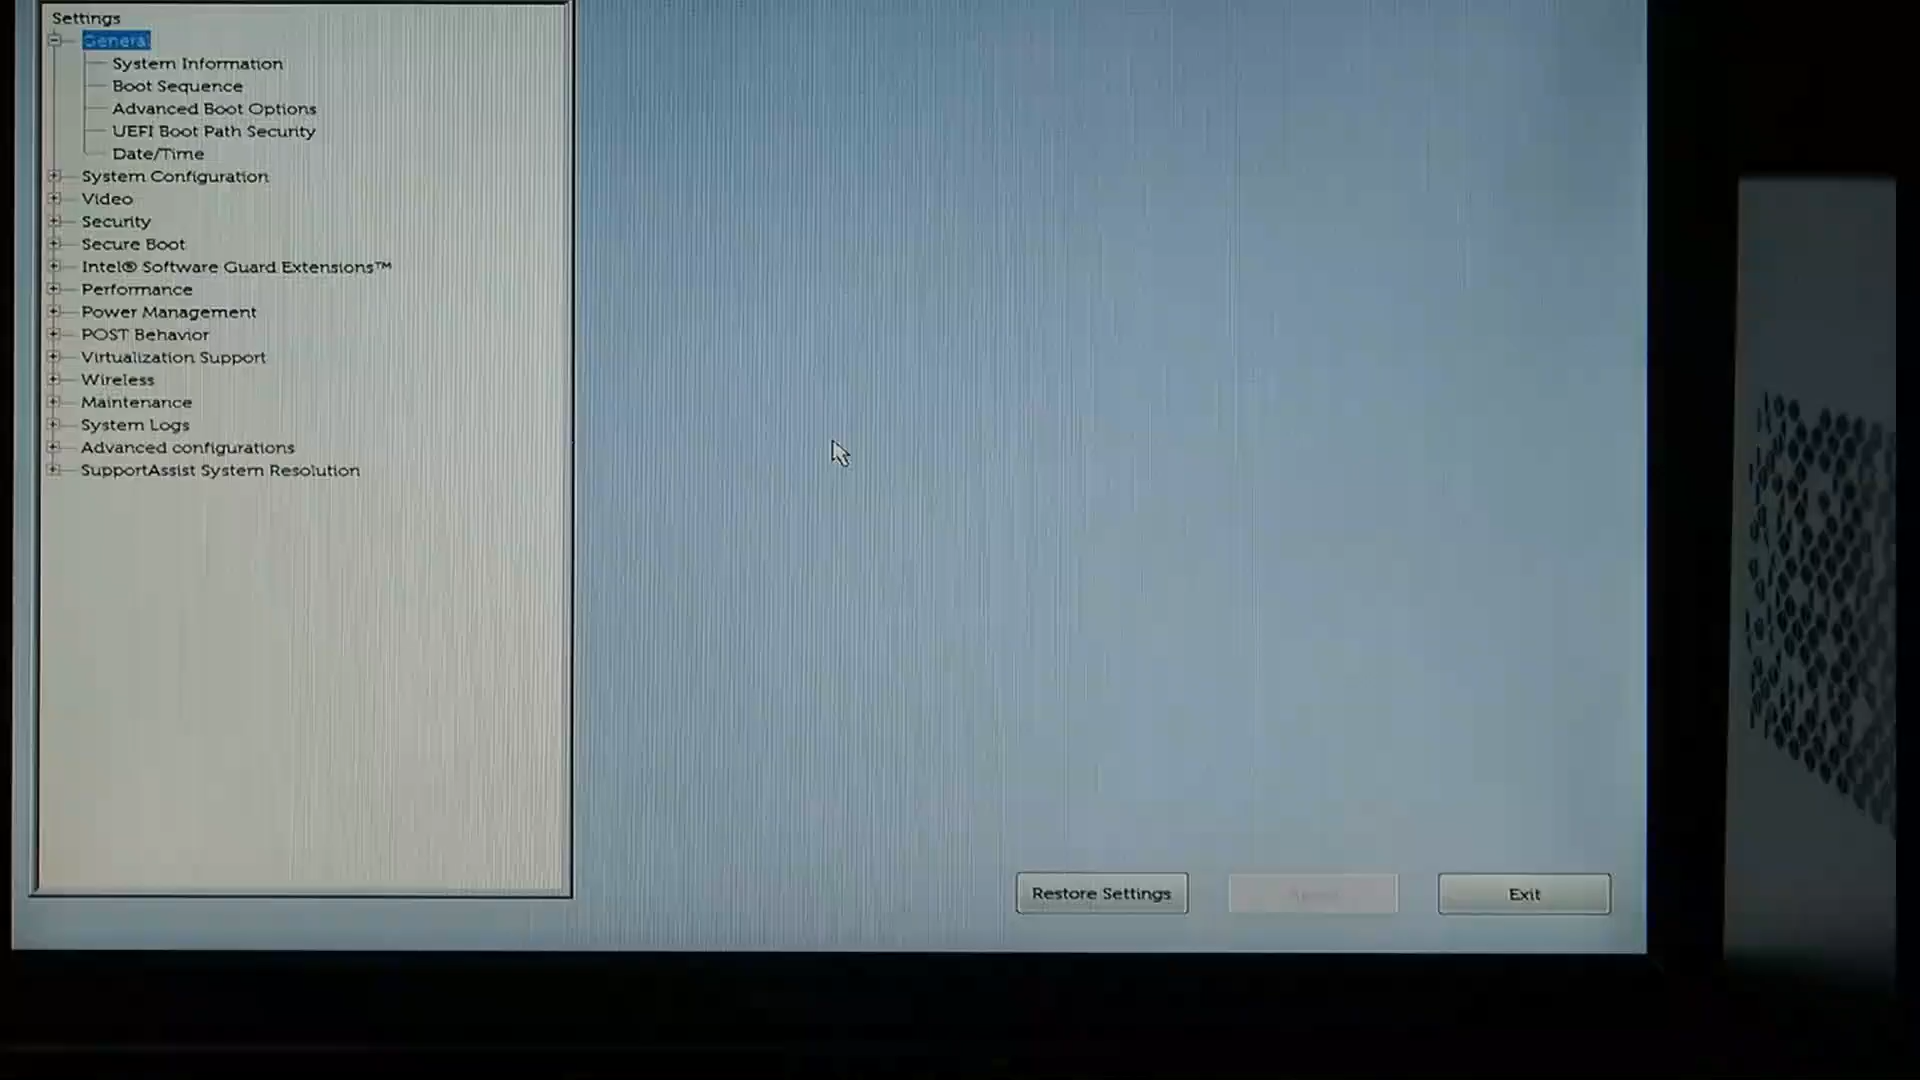 Settings
General
System Information
Boot Sequence
Advanced Boot Options
UEFI Boot Path Security
Date/Time
System Configuration
Video
Security
Secure Boot
Intel® Software Guard Extensions™
Performance
Power Management
POST Behavior
Virtualization Support
Wireless
Maintenance
System Logs
Advanced configurations
SupportAssist System Resolution
Restore Settings
Exit